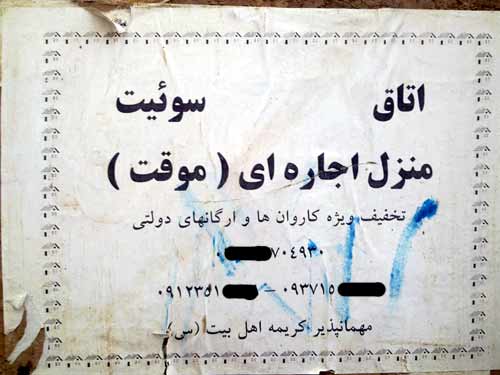 اتاق سوئیت
منزل اجاره ای ( موقت )
تخفیف ویژه کاروان ها و ارگانهای دولتی
۰ ۷۰۴۹۳۰
۰۹۱۲۳۵۱ – ۰۹۳۷۱۵
مهمانپذیر کریمه اهل بیت (س)